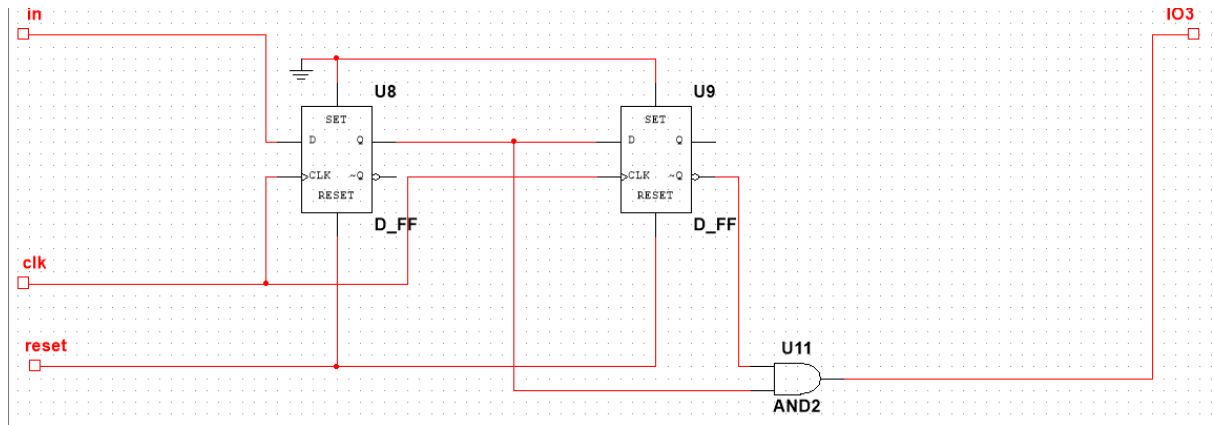 in
IO3
U8
U9
SET
SET
D Q
D Q
CLK ~Q
CLK ~Q
RESET
RESET
D_FF
D_FF
clk
reset
U11
AND2